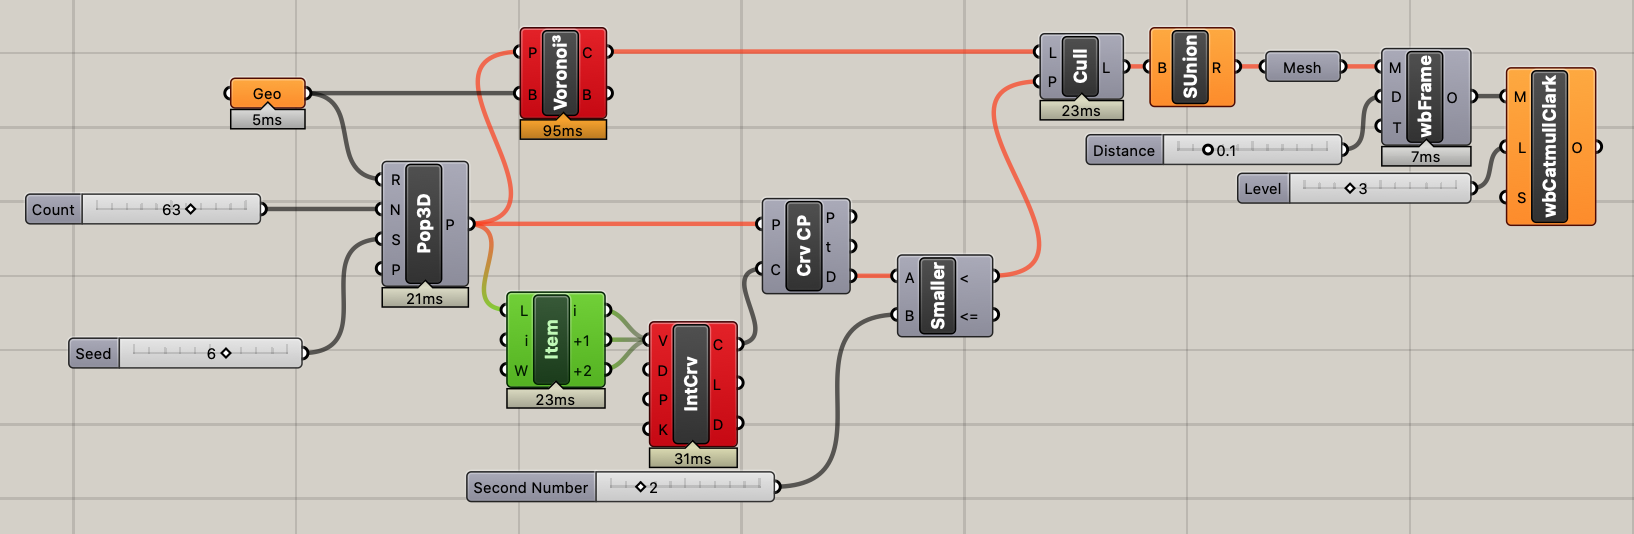 Geo
5ms
Count
63
Seed
6
R
N
S
P
Pop3D
P
21ms
P
B
Voronoi³
C
B
95ms
L
i
W
Item
i
+1
+2
23ms
V
D
P
K
IntCrv
C
L
D
31ms
Second Number
2
P
C
Crv CP
P
t
D
A
B
Smaller
<
<=
L
P
Cull
L
23ms
B
SUnion
R
Mesh
Distance
0.1
Level
3
M
D
T
wbFrame
O
7ms
M
L
S
wbCatmullClark
O